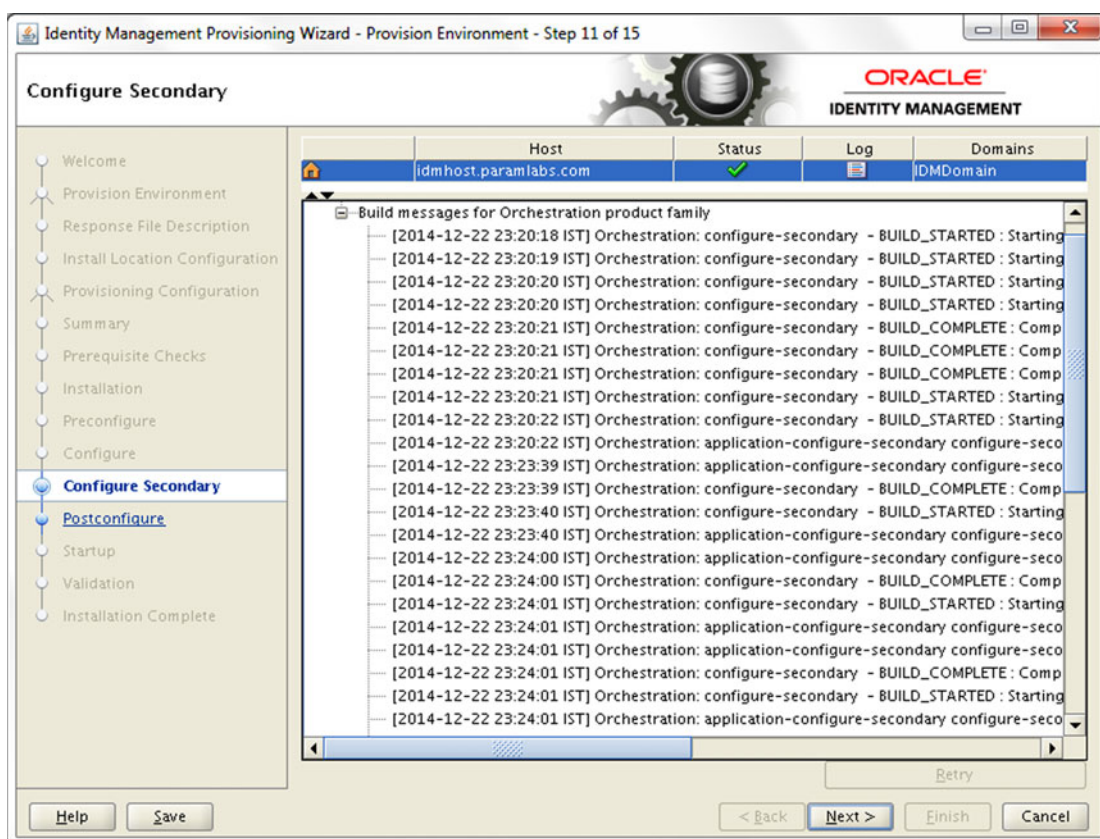 Identity Management Provisioning Wizard - Provision Environment - Step 11 of 15
Configure Secondary
ORACLE
IDENTITY MANAGEMENT
Welcome
Provision Environment
Response File Description
Install Location Configuration
Provisioning Configuration
Summary
Prerequisite Checks
Installation
Preconfigure
Configure
Configure Secondary
Postconfigure
Startup
Validation
Installation Complete
Host Status Log Domains
idmhost.paramlabs.com IDMDomain
Build messages for Orchestration product family
[2014-12-22 23:20:18 IST] Orchestration: configure-secondary - BUILD_STARTED : Starting
[2014-12-22 23:20:19 IST] Orchestration: configure-secondary - BUILD_STARTED : Starting
[2014-12-22 23:20:20 IST] Orchestration: configure-secondary - BUILD_STARTED : Starting
[2014-12-22 23:20:20 IST] Orchestration: configure-secondary - BUILD_STARTED : Starting
[2014-12-22 23:20:21 IST] Orchestration: configure-secondary - BUILD_COMPLETE : Comp
[2014-12-22 23:20:21 IST] Orchestration: configure-secondary - BUILD_COMPLETE : Comp
[2014-12-22 23:20:21 IST] Orchestration: configure-secondary - BUILD_COMPLETE : Comp
[2014-12-22 23:20:21 IST] Orchestration: configure-secondary - BUILD_STARTED : Starting
[2014-12-22 23:20:22 IST] Orchestration: configure-secondary - BUILD_STARTED : Starting
[2014-12-22 23:20:22 IST] Orchestration: application-configure-secondary configure-seco
[2014-12-22 23:23:39 IST] Orchestration: application-configure-secondary configure-seco
[2014-12-22 23:23:39 IST] Orchestration: configure-secondary - BUILD_COMPLETE : Comp
[2014-12-22 23:23:40 IST] Orchestration: configure-secondary - BUILD_STARTED : Starting
[2014-12-22 23:23:40 IST] Orchestration: application-configure-secondary configure-seco
[2014-12-22 23:24:00 IST] Orchestration: application-configure-secondary configure-seco
[2014-12-22 23:24:00 IST] Orchestration: configure-secondary - BUILD_COMPLETE : Comp
[2014-12-22 23:24:01 IST] Orchestration: configure-secondary - BUILD_STARTED : Starting
[2014-12-22 23:24:01 IST] Orchestration: application-configure-secondary configure-seco
[2014-12-22 23:24:01 IST] Orchestration: application-configure-secondary configure-seco
[2014-12-22 23:24:01 IST] Orchestration: configure-secondary - BUILD_COMPLETE : Comp
[2014-12-22 23:24:01 IST] Orchestration: configure-secondary - BUILD_STARTED : Starting
[2014-12-22 23:24:01 IST] Orchestration: application-configure-secondary configure-seco
Retry
Help Save < Back Next > Finish Cancel